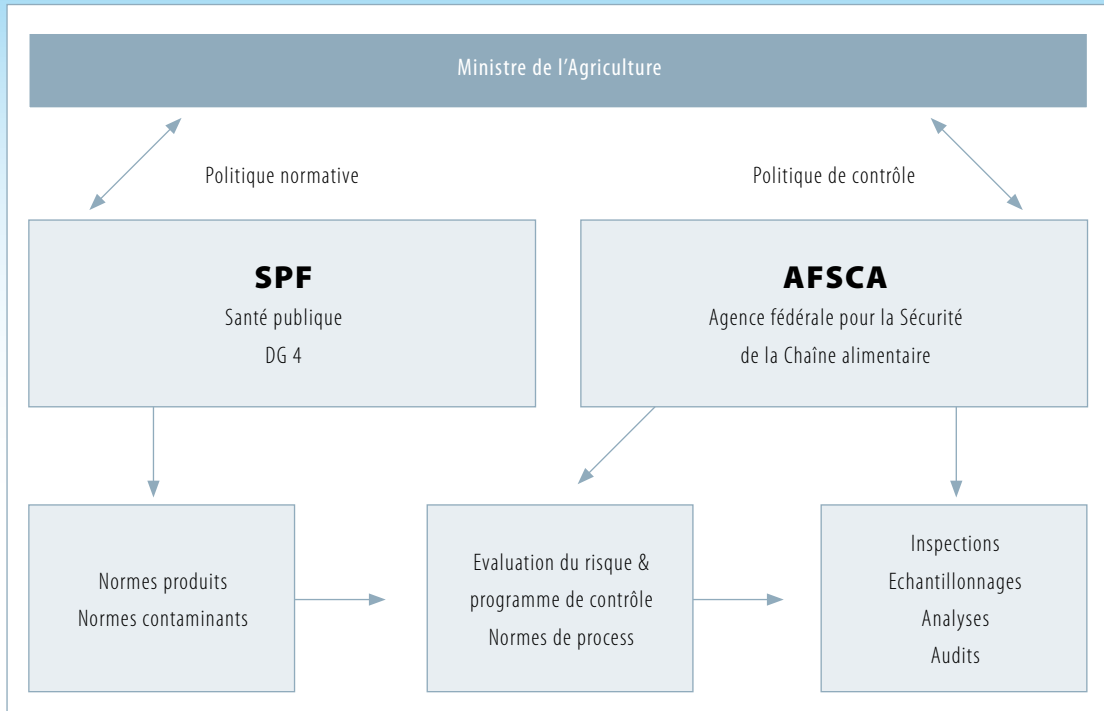 Ministre de l'Agriculture
Politique normative
Politique de contrôle
SPF
Santé publique
DG 4
AFSCA
Agence fédérale pour la Sécurité
de la Chaîne alimentaire
Normes produits
Normes contaminants
Evaluation du risque &
programme de contrôle
Normes de process
Inspections
Echantillonnages
Analyses
Audits